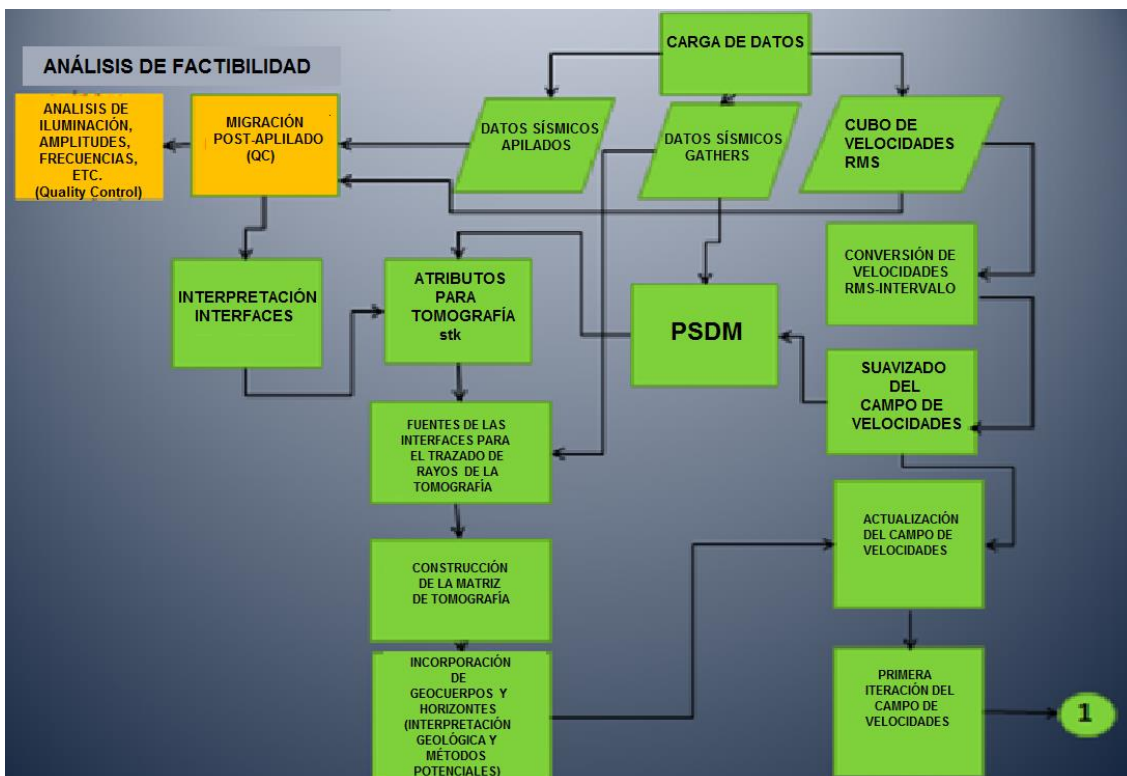 CARGA DE DATOS
ANÁLISIS DE FACTIBILIDAD
ANALISIS DE
ILUMINACIÓN,
AMPLITUDES,
FRECUENCIAS,
ETC.
(Quality Control)
MIGRACIÓN
POST-APLILADO
(QC)
DATOS SÍSMICOS
APILADOS
DATOS SÍSMICOS
GATHERS
CUBO DE
VELOCIDADES
RMS
INTERPRETACIÓN
INTERFACES
ATRIBUTOS
PARA
TOMOGRAFÍA
stk
PSDM
CONVERSIÓN DE
VELOCIDADES
RMS-INTERVALO
SUAVIZADO
DEL
CAMPO DE
VELOCIDADES
FUENTES DE LAS
INTERFACES PARA
EL TRAZADO DE
RAYOS DE LA
TOMOGRAFÍA
ACTUALIZACIÓN
DEL CAMPO DE
VELOCIDADES
CONSTRUCCIÓN
DE LA MATRIZ
DE TOMOGRAFÍA
INCORPORACIÓN
DE
GEOCUERPOS Y
HORIZONTES
(INTERPRETACIÓN
GEOLÓGICA Y
MÉTODOS
POTENCIALES)
PRIMERA
ITERACIÓN DEL
CAMPO DE
VELOCIDADES
1